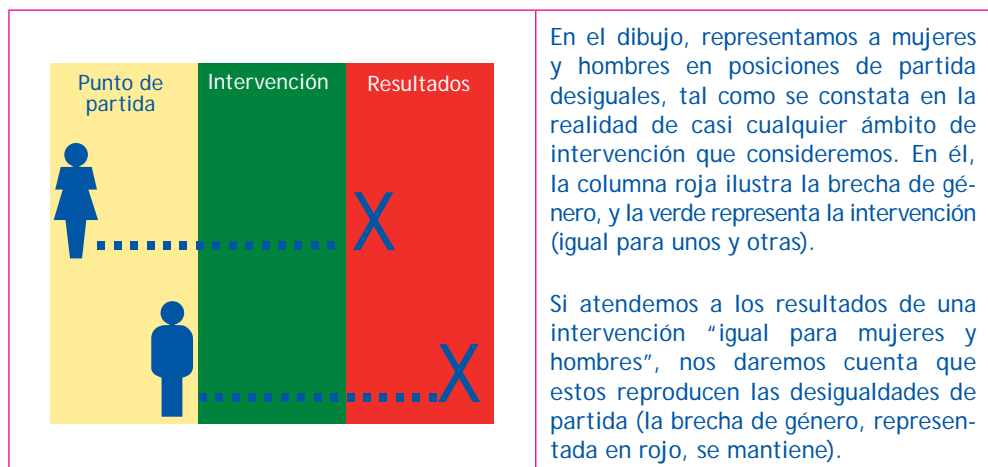 Punto de
partida
Intervención
Resultados
X
X
En el dibujo, representamos a mujeres
y hombres en posiciones de partida
desiguales, tal como se constata en la
realidad de casi cualquier ámbito de
intervención que consideremos. En él,
la columna roja ilustra la brecha de gé-
nero, y la verde representa la intervención
(igual para unos y otras).
Si atendemos a los resultados de una
intervención “igual para mujeres y
hombres”, nos daremos cuenta que
estos reproducen las desigualdades de
partida (la brecha de género, represen-
tada en rojo, se mantiene).